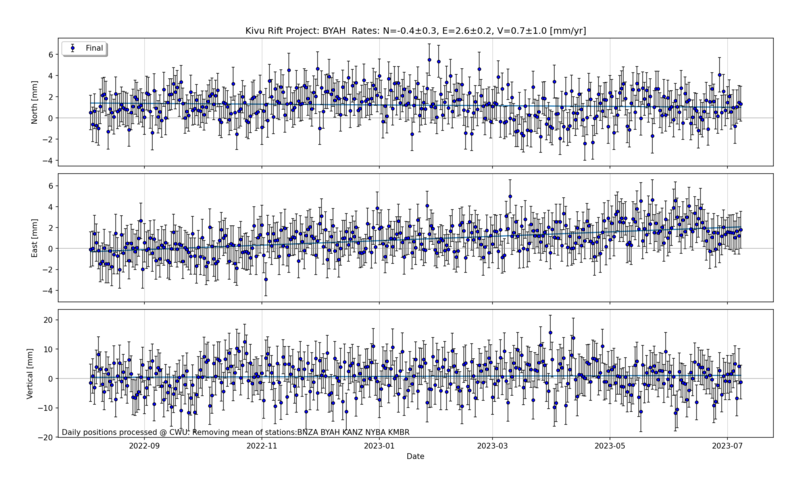 Kivu Rift Project: BYAH Rates: N=-0.4±0.3, E=2.6±0.2, V=0.7±1.0 [mm/yr]
Final
North [mm]
6
4
2
0
−2
−4
East [mm]
6
4
2
0
−2
−4
Vertical [mm]
20
10
0
−10
−20
Daily positions processed @ CWU. Removing mean of stations:BNZA BYAH KANZ NYBA KMBR
2022-09 2022-11 2023-01 2023-03 2023-05 2023-07
Date